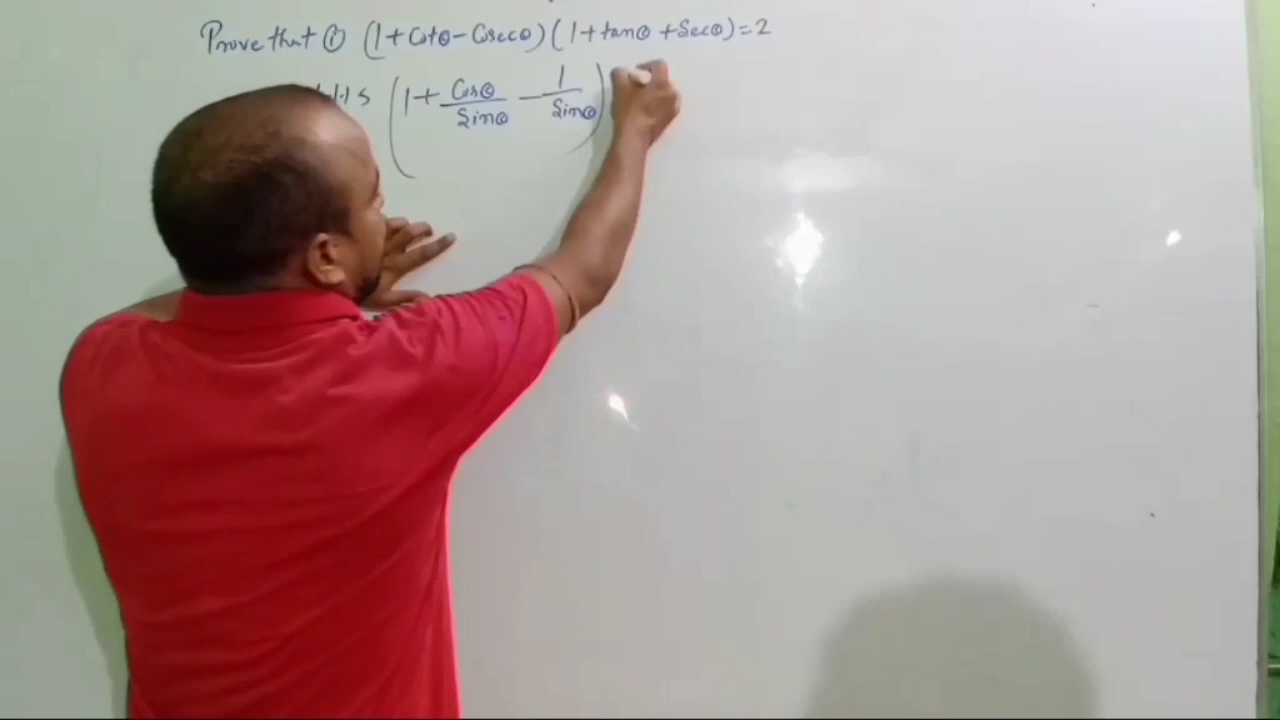 Prove that ① (1+Cotθ-Cosecθ)(1+tanθ+Secθ)=2
(1+ Cosθ/Sinθ - 1/Sinθ)